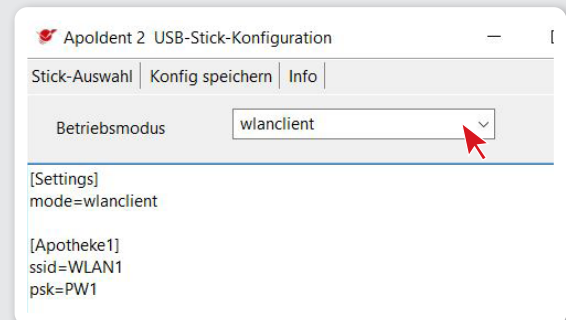 ApoIdent 2 USB-Stick-Konfiguration
Stick-Auswahl Konfig speichern Info
Betriebsmodus wlanclient
[Settings]
mode=wlanclient
[Apotheke1]
ssid=WLAN1
psk=PW1